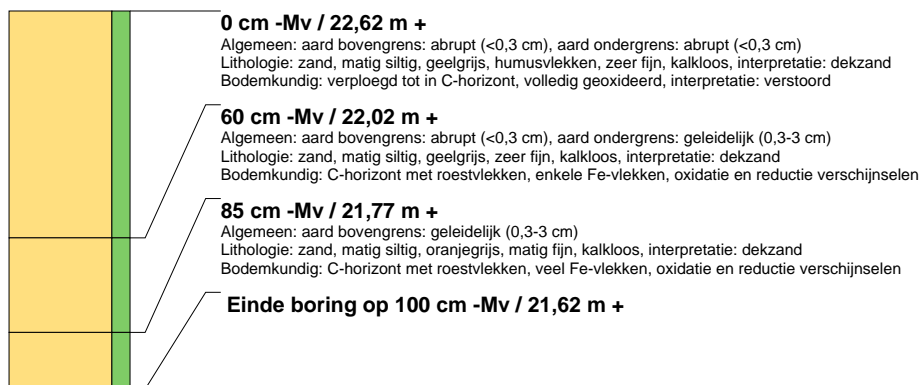 0 cm -Mv / 22,62 m +
Algemeen: aard bovengrens: abrupt (<0,3 cm), aard ondergrens: abrupt (<0,3 cm)
Lithologie: zand, matig siltig, geelgrijs, humusvlekken, zeer fijn, kalkloos, interpretatie: dekzand
Bodemkundig: verploegd tot in C-horizont, volledig geoxideerd, interpretatie: verstoord
60 cm -Mv / 22,02 m +
Algemeen: aard bovengrens: abrupt (<0,3 cm), aard ondergrens: geleidelijk (0,3-3 cm)
Lithologie: zand, matig siltig, geelgrijs, zeer fijn, kalkloos, interpretatie: dekzand
Bodemkundig: C-horizont met roestvlekken, enkele Fe-vlekken, oxidatie en reductie verschijnselen
85 cm -Mv / 21,77 m +
Algemeen: aard bovengrens: geleidelijk (0,3-3 cm)
Lithologie: zand, matig siltig, oranjegrijs, matig fijn, kalkloos, interpretatie: dekzand
Bodemkundig: C-horizont met roestvlekken, veel Fe-vlekken, oxidatie en reductie verschijnselen
Einde boring op 100 cm -Mv / 21,62 m +